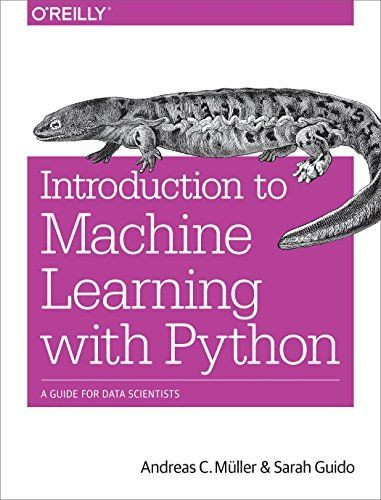 O'REILLY®
Introduction to
Machine
Learning
with Python
A GUIDE FOR DATA SCIENTISTS
Andreas C. Müller & Sarah Guido